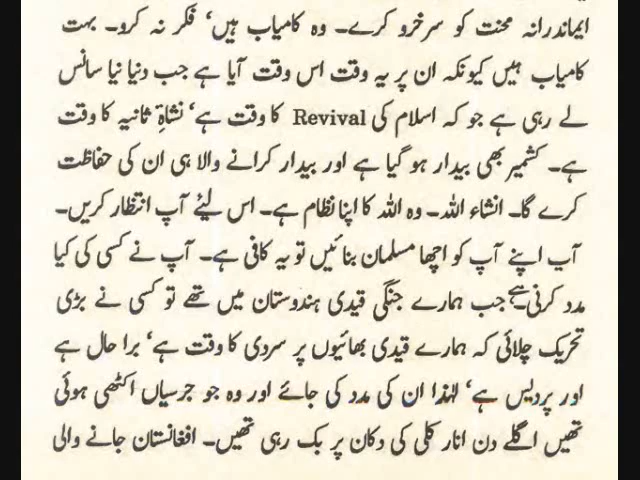 ایماندرانہ محنت کو سرخرو کرے۔ وہ کامیاب ہیں‘ فکر نہ کرو۔ بہت
کامیاب ہیں کیونکہ ان پر یہ وقت اس وقت آیا ہے جب دنیا نیا سانس
لے رہی ہے جو کہ اسلام کی Revival کا وقت ہے‘ نشاۃِ ثانیہ کا وقت
ہے۔ کشمیر بھی بیدار ہو گیا ہے اور بیدار کرانے والا ہی ان کی حفاظت
کرے گا۔ انشاء اللہ۔ وہ اللہ کا اپنا نظام ہے۔ اس لیئے آپ انتظار کریں۔
آپ اپنے آپ کو اچھا مسلمان بنائیں تو یہ کافی ہے۔ آپ نے کسی کی کیا
مدد کرنی ہے جب ہمارے جنگی قیدی ہندوستان میں تھے تو کسی نے بڑی
تحریک چلائی کہ ہمارے قیدی بھائیوں پر سردی کا وقت ہے‘ برا حال ہے
اور پردیس ہے‘ لہٰذا ان کی مدد کی جائے اور وہ جو جرسیاں اکٹھی ہوئی
تھیں اگلے دن انار کلی کی دکان پر بک رہی تھیں۔ افغانستان جانے والی